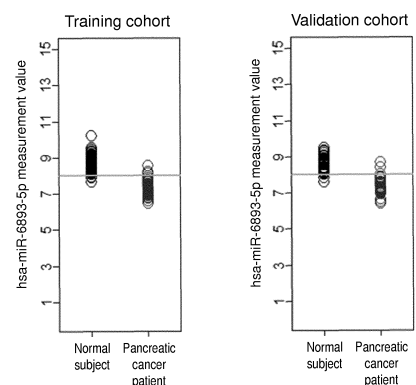 Training cohort
hsa-miR-6893-5p measurement value
15
13
11
9
7
5
3
1
Normal
subject
Pancreatic
cancer
patient
Validation cohort
hsa-miR-6893-5p measurement value
15
13
11
9
7
5
3
1
Normal
subject
Pancreatic
cancer
patient